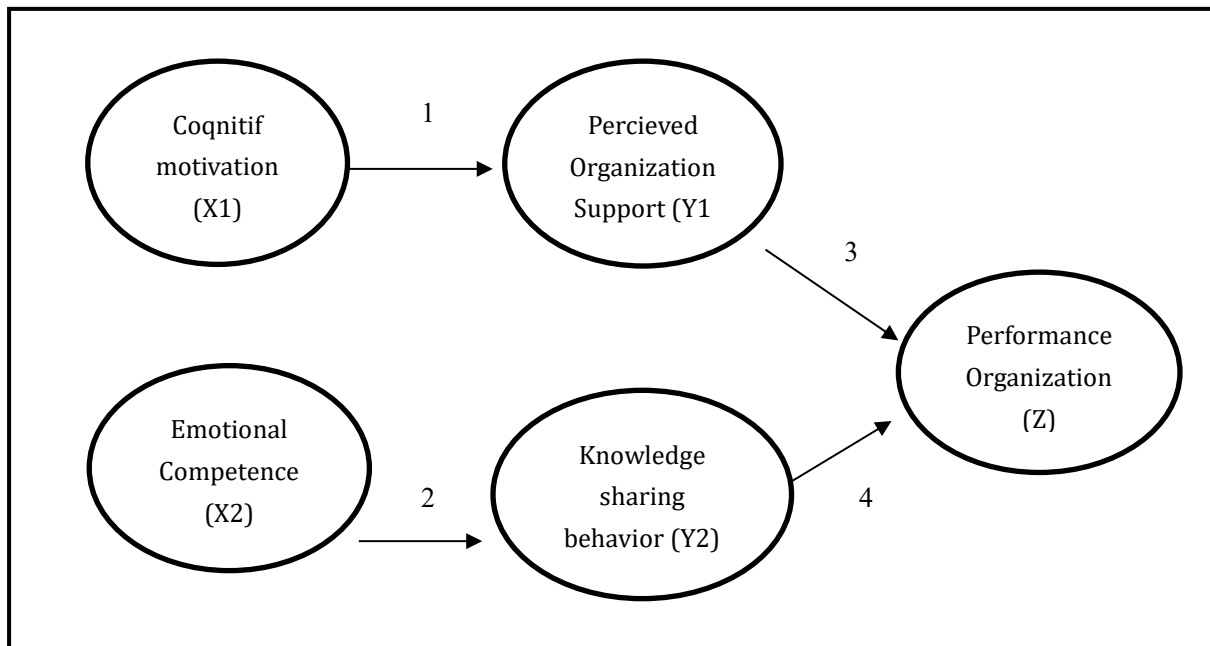 Coqnitif
motivation
(X1)
1
Percieved
Organization
Support (Y1
3
Performance
Organization
(Z)
Emotional
Competence
(X2)
2
Knowledge
sharing
behavior (Y2)
4